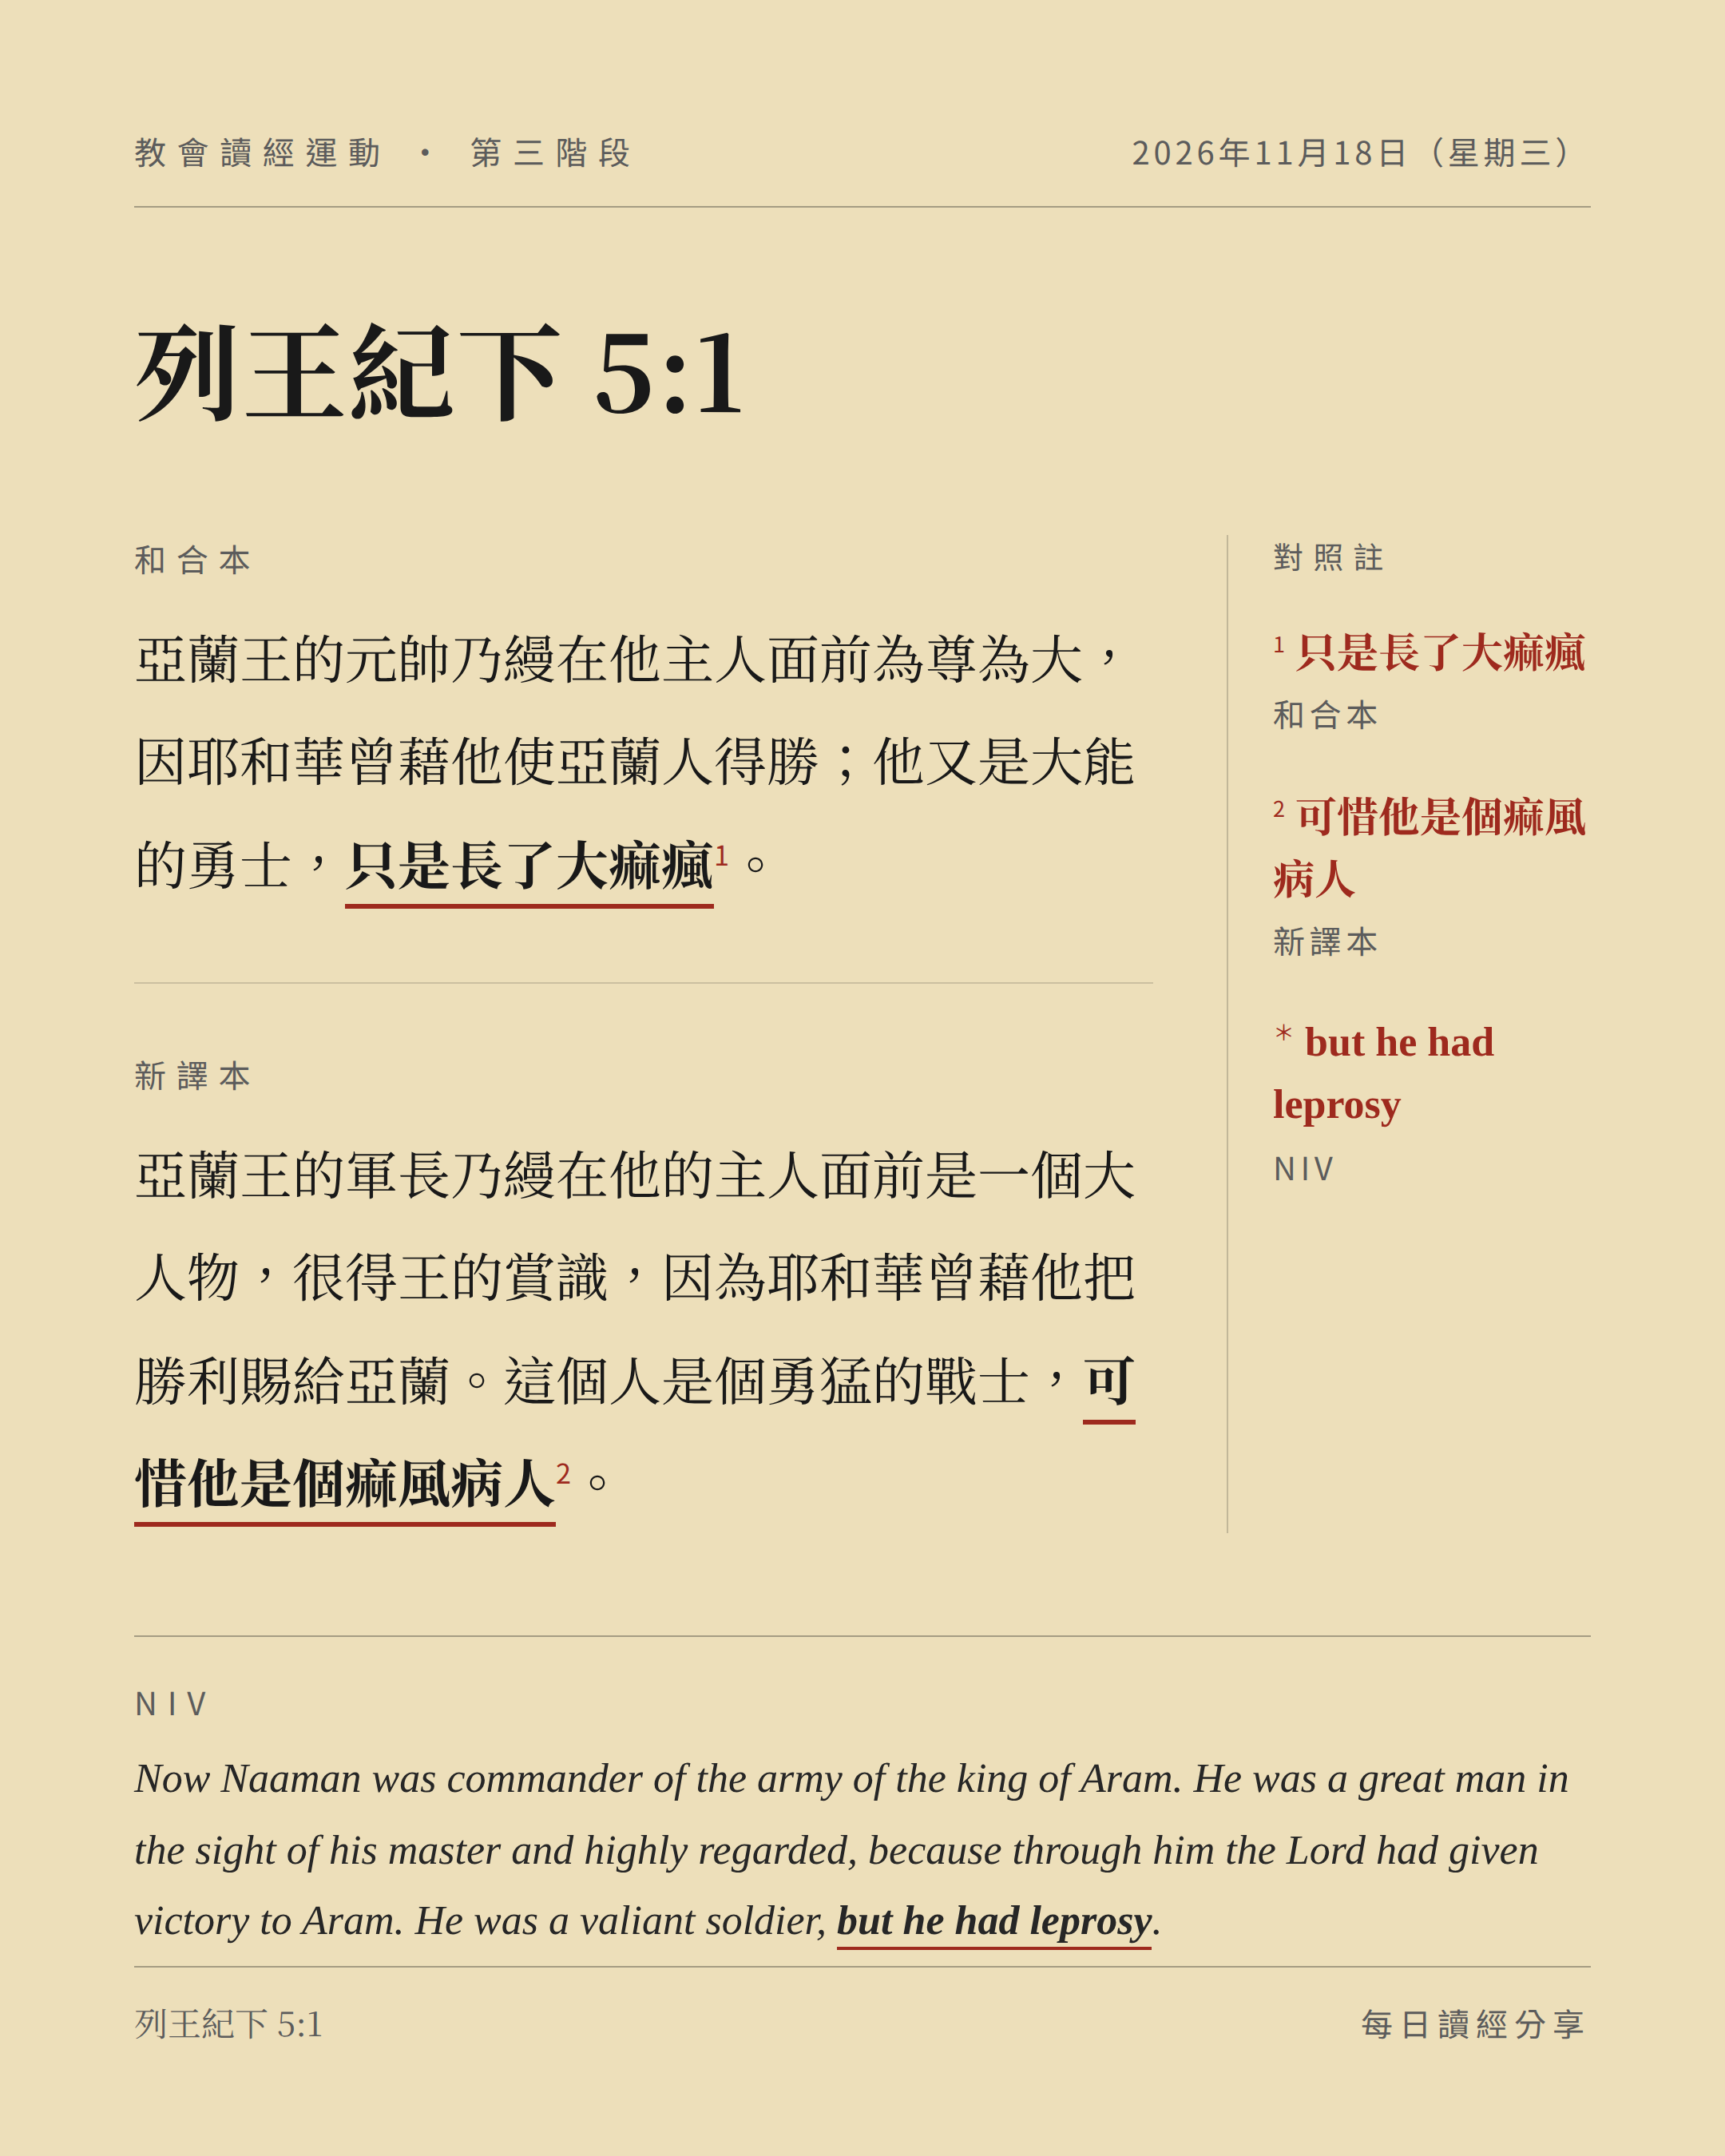 教會讀經運動 · 第三階段
2026年11月18日（星期三）
列王紀下 5:1
和合本
亞蘭王的元帥乃縵在他主人面前為尊為大，
因耶和華曾藉他使亞蘭人得勝；他又是大能
的勇士，只是長了大痲瘋1。
新譯本
亞蘭王的軍長乃縵在他的主人面前是一個大
人物，很得王的賞識，因為耶和華曾藉他把
勝利賜給亞蘭。這個人是個勇猛的戰士，可
惜他是個痲風病人2。
對照註
1 只是長了大痲瘋
和合本
2 可惜他是個痲風
病人
新譯本
* but he had
leprosy
NIV
NIV
Now Naaman was commander of the army of the king of Aram. He was a great man in
the sight of his master and highly regarded, because through him the Lord had given
victory to Aram. He was a valiant soldier, but he had leprosy.
列王紀下 5:1
每日讀經分享